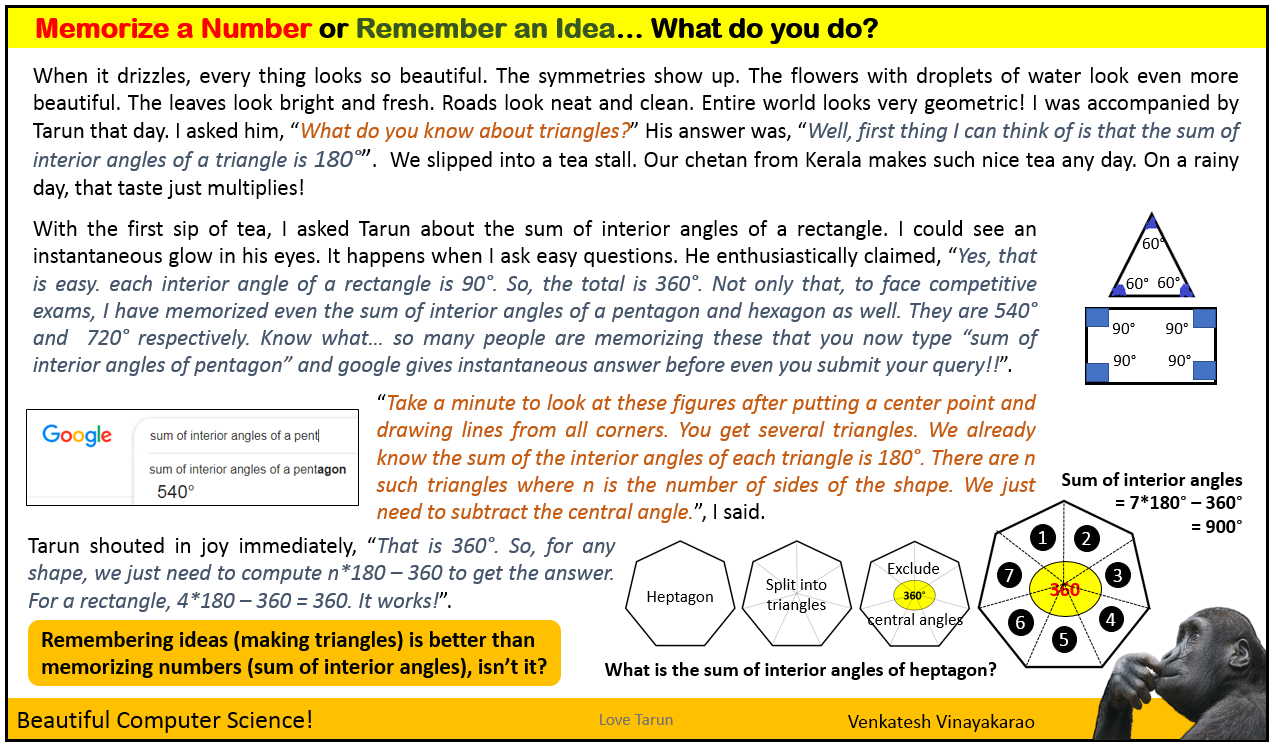 Memorize a Number or Remember an Idea… What do you do?
When it drizzles, every thing looks so beautiful. The symmetries show up. The flowers with droplets of water look even more
beautiful. The leaves look bright and fresh. Roads look neat and clean. Entire world looks very geometric! I was accompanied by
Tarun that day. I asked him, “What do you know about triangles?” His answer was, “Well, first thing I can think of is that the sum of
interior angles of a triangle is 180°”. We slipped into a tea stall. Our chetan from Kerala makes such nice tea any day. On a rainy
day, that taste just multiplies!
With the first sip of tea, I asked Tarun about the sum of interior angles of a rectangle. I could see an
instantaneous glow in his eyes. It happens when I ask easy questions. He enthusiastically claimed, “Yes, that
is easy. each interior angle of a rectangle is 90°. So, the total is 360°. Not only that, to face competitive
exams, I have memorized even the sum of interior angles of a pentagon and hexagon as well. They are 540°
and 720° respectively. Know what… so many people are memorizing these that you now type “sum of
interior angles of pentagon” and google gives instantaneous answer before even you submit your query!!”.
60°
60° 60°
90° 90°
90° 90°
Google
sum of interior angles of a pent
sum of interior angles of a pentagon
540°
“Take a minute to look at these figures after putting a center point and
drawing lines from all corners. You get several triangles. We already
know the sum of the interior angles of each triangle is 180°. There are n
such triangles where n is the number of sides of the shape. We just
need to subtract the central angle.”, I said.
Tarun shouted in joy immediately, “That is 360°. So, for any
shape, we just need to compute n*180 – 360 to get the answer.
For a rectangle, 4*180 – 360 = 360. It works!”.
Remembering ideas (making triangles) is better than
memorizing numbers (sum of interior angles), isn’t it?
Heptagon
Split into
triangles
Exclude
360°
central angles
What is the sum of interior angles of heptagon?
Sum of interior angles
= 7*180° – 360°
= 900°
1 2
7 3
360
6 4
5
Beautiful Computer Science!
Love Tarun
Venkatesh Vinayakarao